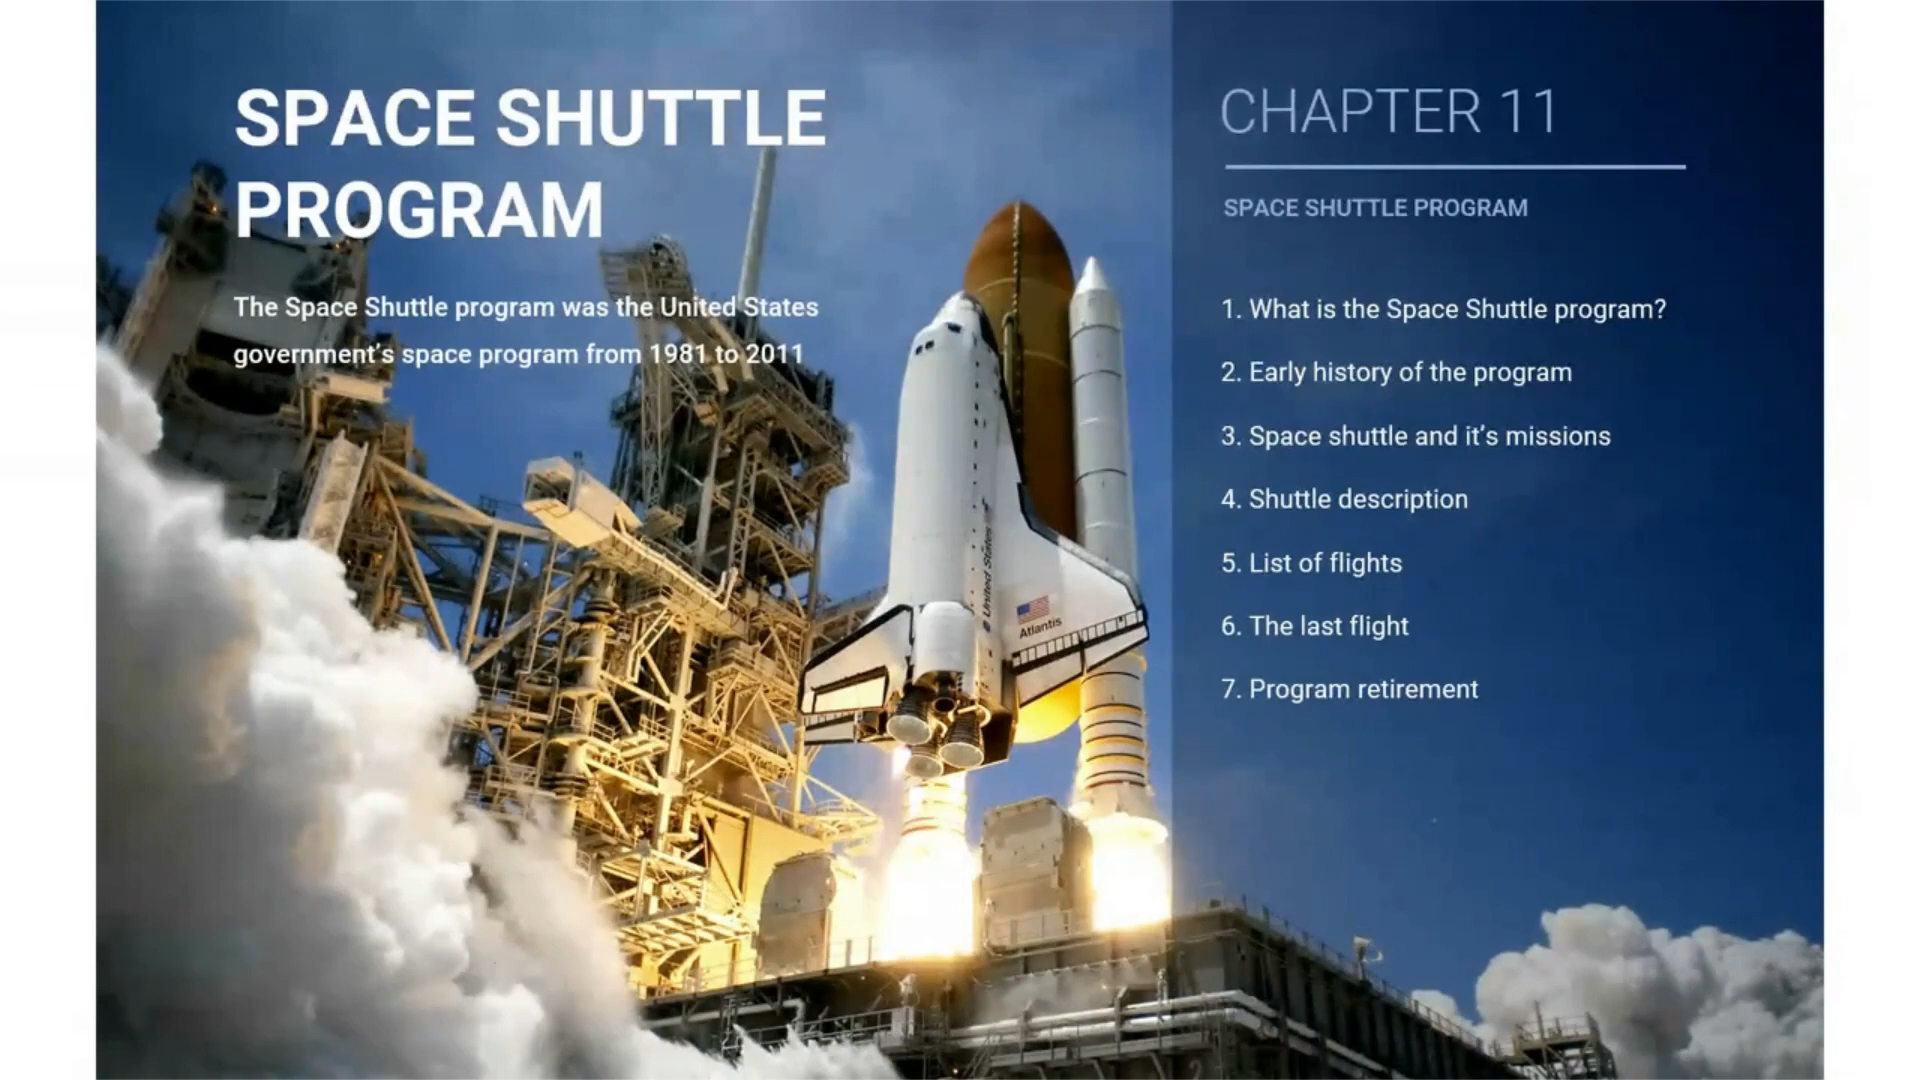 SPACE SHUTTLE
PROGRAM
The Space Shuttle program was the United States
government’s space program from 1981 to 2011
United States
Atlantis
CHAPTER 11
SPACE SHUTTLE PROGRAM
1. What is the Space Shuttle program?
2. Early history of the program
3. Space shuttle and it’s missions
4. Shuttle description
5. List of flights
6. The last flight
7. Program retirement